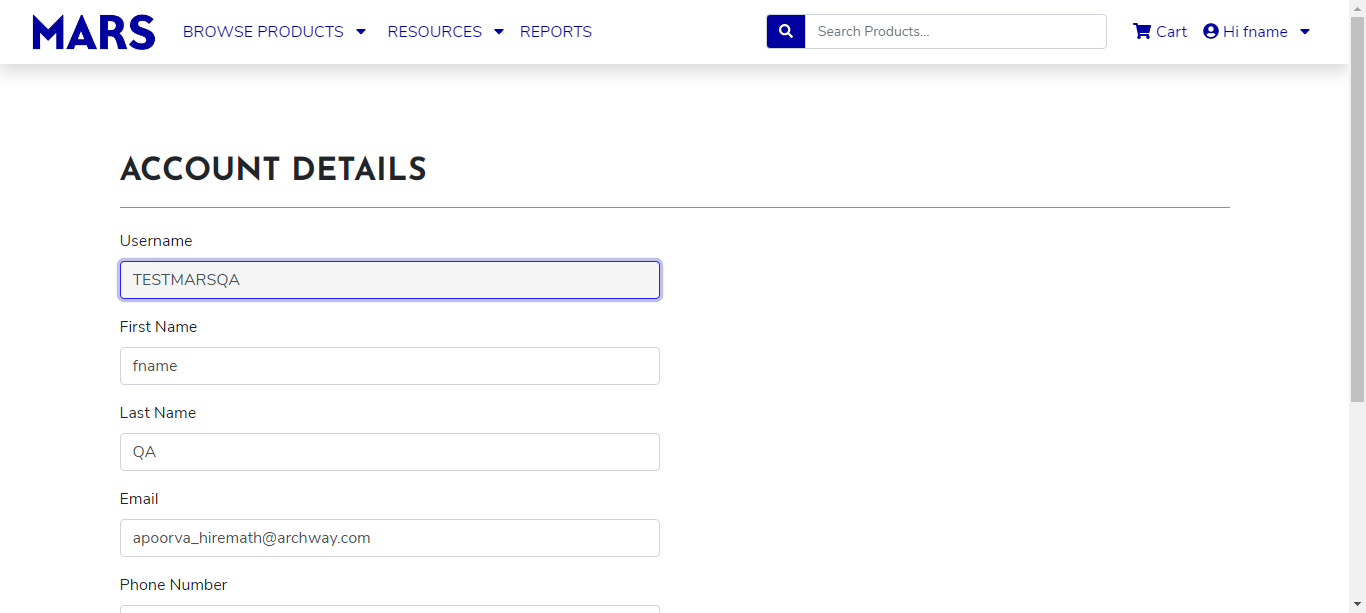 MARS BROWSE PRODUCTS RESOURCES REPORTS Search Products... Cart Hi fname
ACCOUNT DETAILS
Username
TESTMARSQA
First Name
fname
Last Name
QA
Email
apoorva_hiremath@archway.com
Phone Number